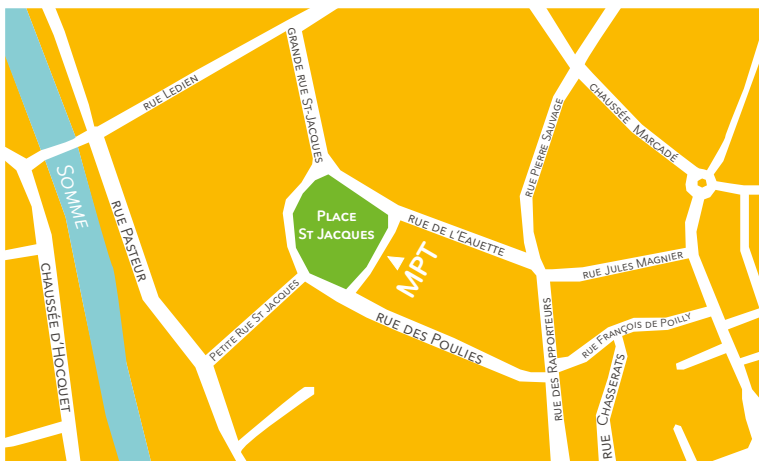 RUE LEDIEN
GRANDE RUE ST-JACQUES
CHAUSSÉE MARCADÉ
RUE PIERRE SAUVAGE
SOMME
RUE PASTEUR
PLACE
ST JACQUES
RUE DE L'EAUETTE
MPT
RUE JULES MAGNIER
CHAUSSÉE D'HOCQUET
PETITE RUE ST JACQUES
RUE DES POULIES
RUE DES RAPPORTEURS
RUE FRANÇOIS DE POILLY
RUE CHASSERATS